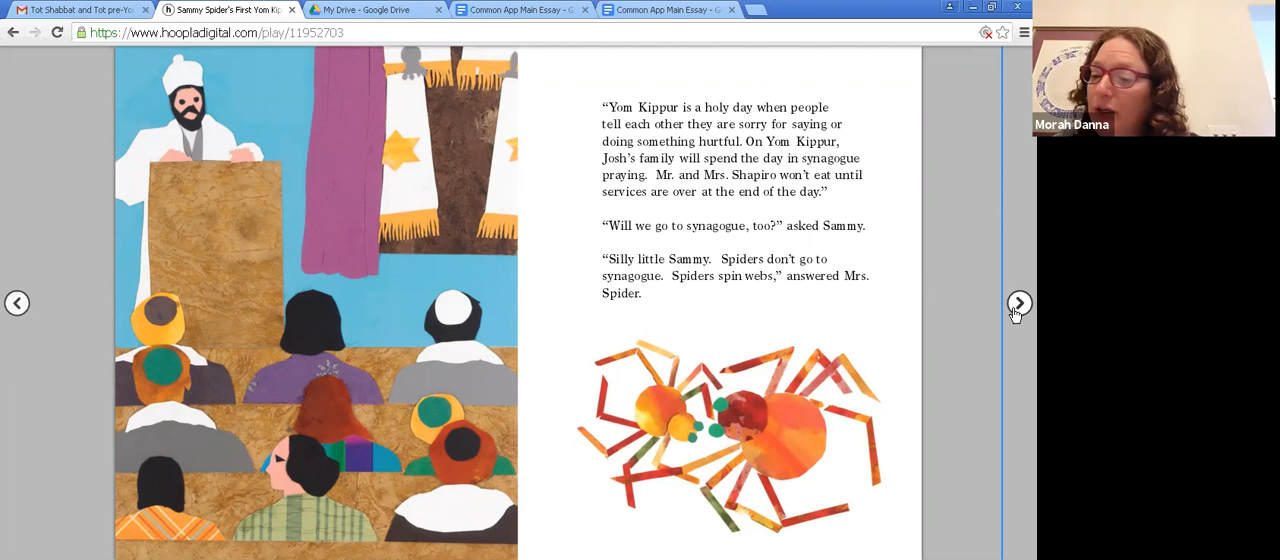 Tot Shabbat and Tot pre-Yo
Sammy Spider's First Yom Kip
My Drive - Google Drive
Common App Main Essay - G
Common App Main Essay - G
https://www.hoopladigital.com/play/11952703
Morah Danna
“Yom Kippur is a holy day when people
tell each other they are sorry for saying or
doing something hurtful. On Yom Kippur,
Josh’s family will spend the day in synagogue
praying. Mr. and Mrs. Shapiro won’t eat until
services are over at the end of the day.”
“Will we go to synagogue, too?” asked Sammy.
“Silly little Sammy. Spiders don’t go to
synagogue. Spiders spin webs,” answered Mrs.
Spider.